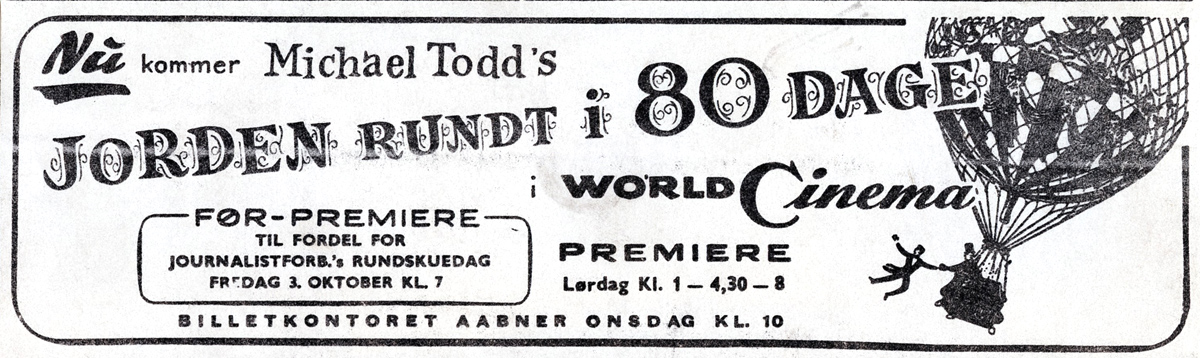 Nu kommer Michael Todd's
JORDEN RUNDT i 80 DAGE
i WORLD Cinema
FØR-PREMIERE
TIL FORDEL FOR
JOURNALISTFORB.'s RUNDSKUEDAG
FREDAG 3. OKTOBER KL. 7
PREMIERE
Lørdag Kl. 1 — 4,30 — 8
BILLETKONTORET AABNER ONSDAG KL. 10